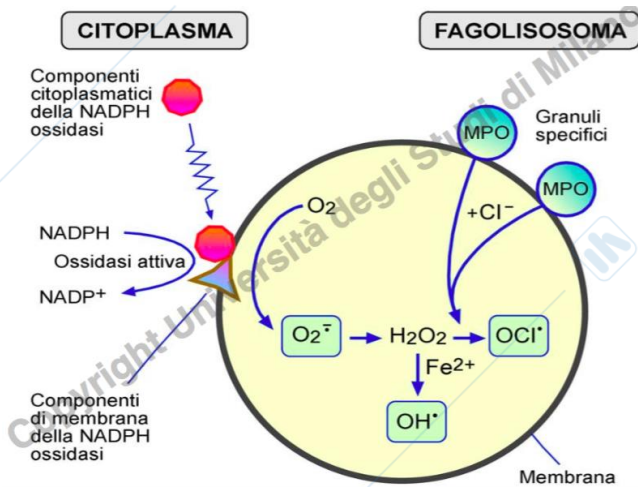 CITOPLASMA
FAGOLISOSOMA
Componenti
citoplasmatici
della NADPH
ossidasi
MPO
Granuli
specifici
MPO
+Cl⁻
O₂
NADPH
Ossidasi attiva
NADP⁺
O₂•̄
H₂O₂
OCl•
Fe²⁺
OH•
Componenti
di membrana
della NADPH
ossidasi
Membrana
Copyright Università degli Studi di Milano